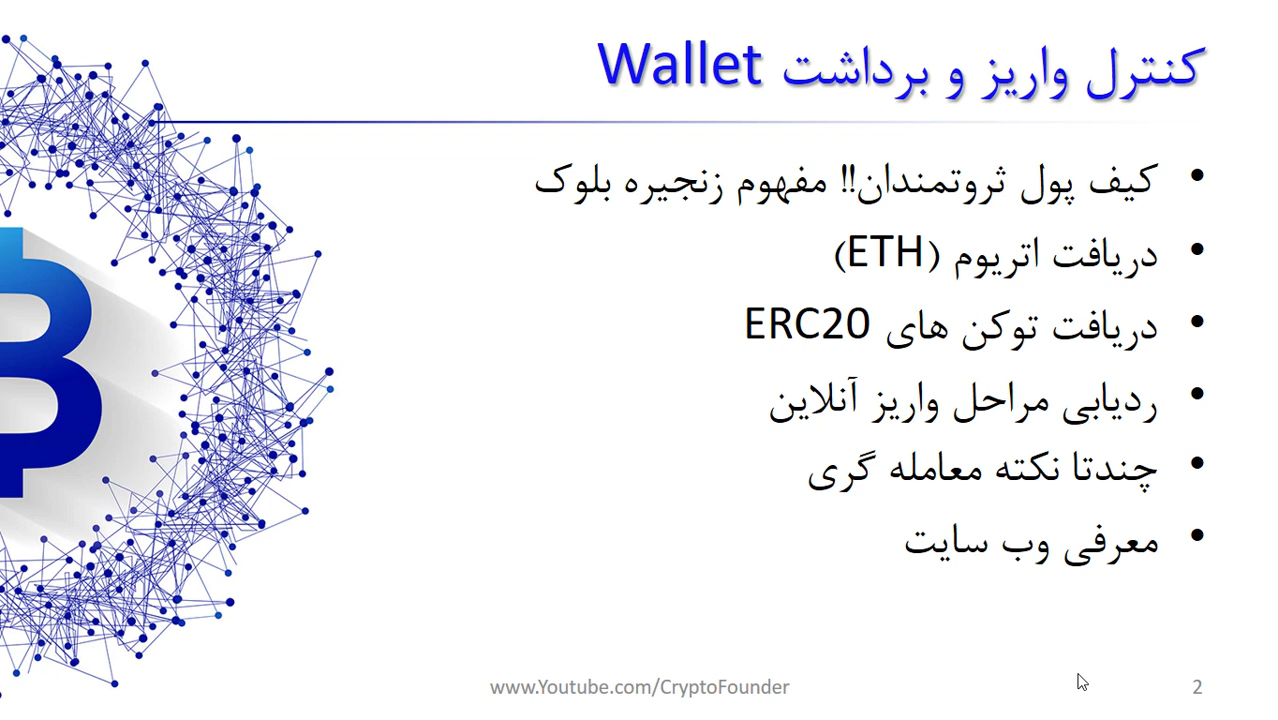 کنترل واریز و برداشت Wallet
• کیف پول ثروتمندان!! مفهوم زنجیره بلوک
• دریافت اتریوم (ETH)
• دریافت توکن های ERC20
• ردیابی مراحل واریز آنلاین
• چندتا نکته معامله گری
• معرفی وب سایت
www.Youtube.com/CryptoFounder
2